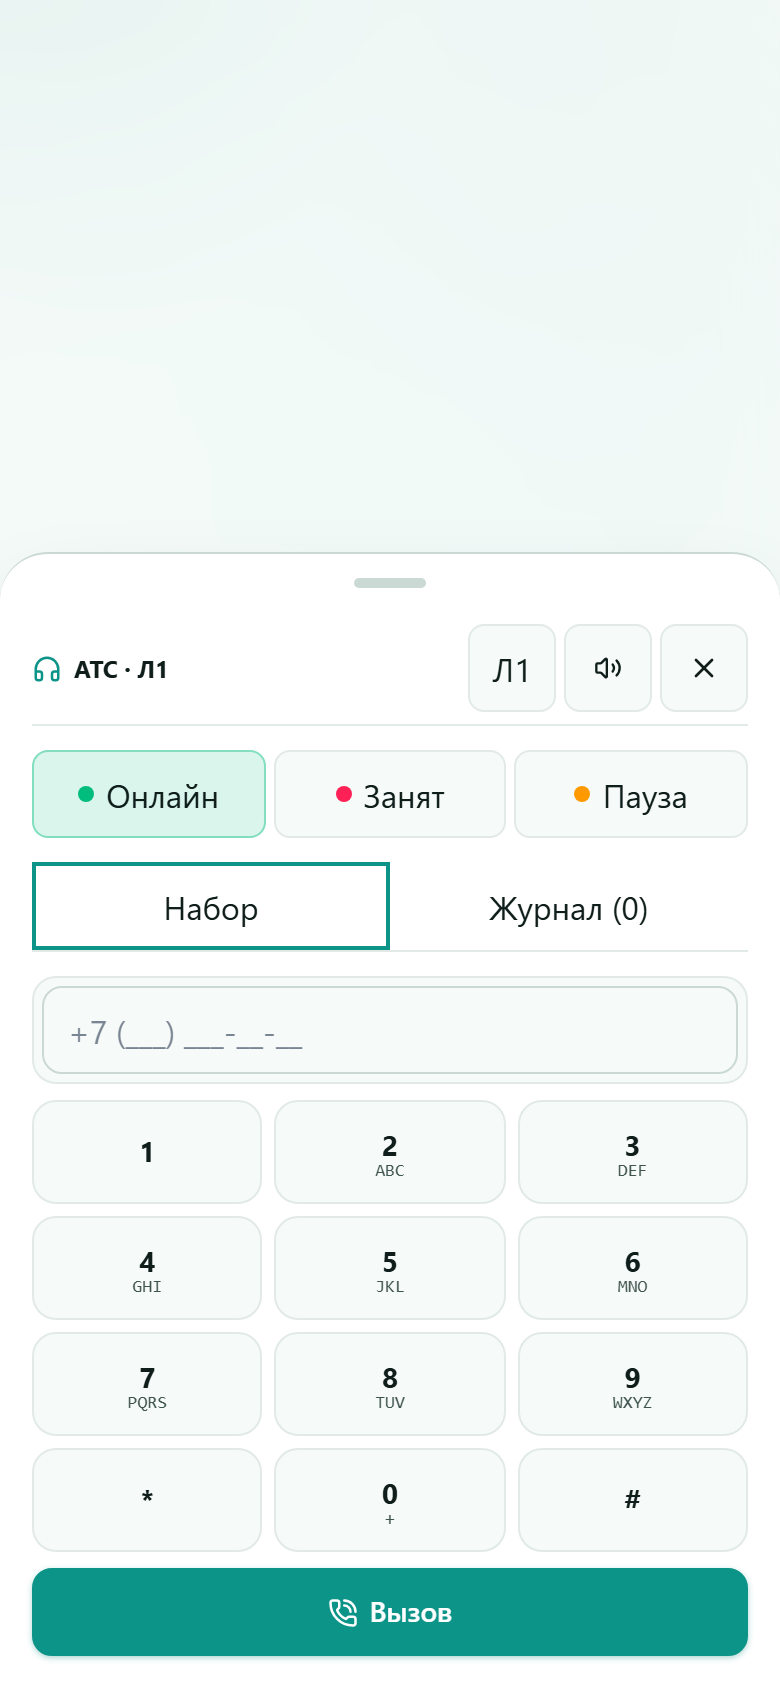 АТС · Л1
Л1
Онлайн
Занят
Пауза
Набор
Журнал (0)
+7 (___) ___-__-__
1
2
ABC
3
DEF
4
GHI
5
JKL
6
MNO
7
PQRS
8
TUV
9
WXYZ
*
0
+
#
Вызов